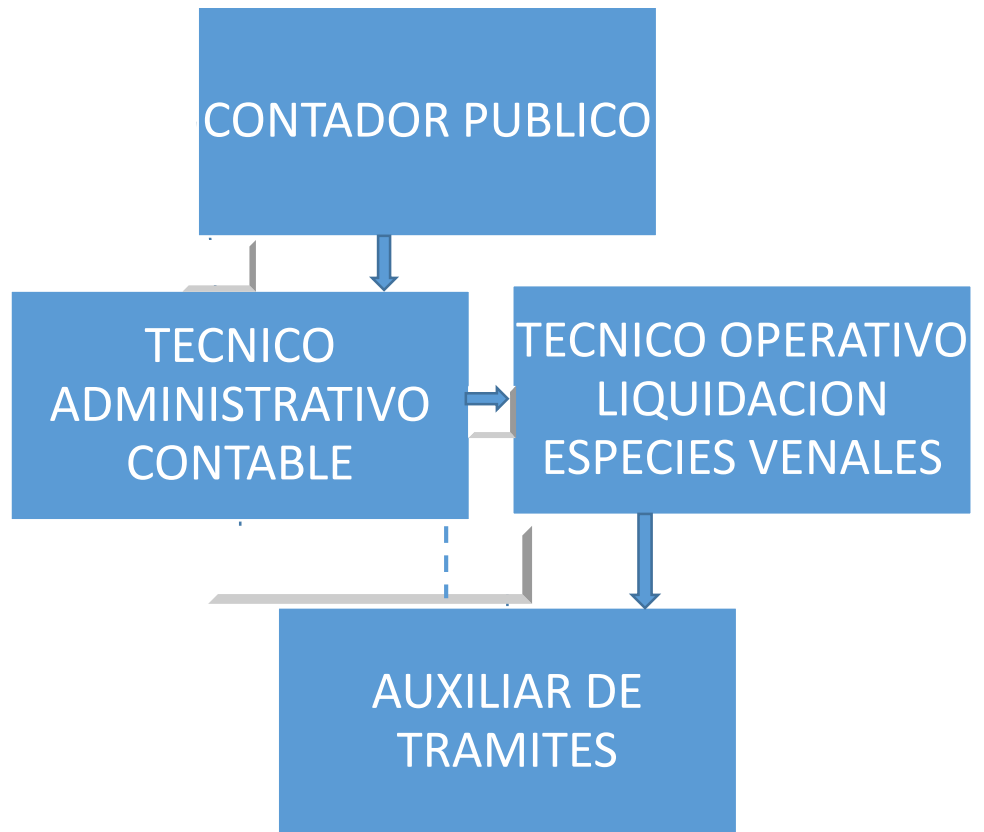 CONTADOR PUBLICO
TECNICO
ADMINISTRATIVO
CONTABLE
TECNICO OPERATIVO
LIQUIDACION
ESPECIES VENALES
AUXILIAR DE
TRAMITES